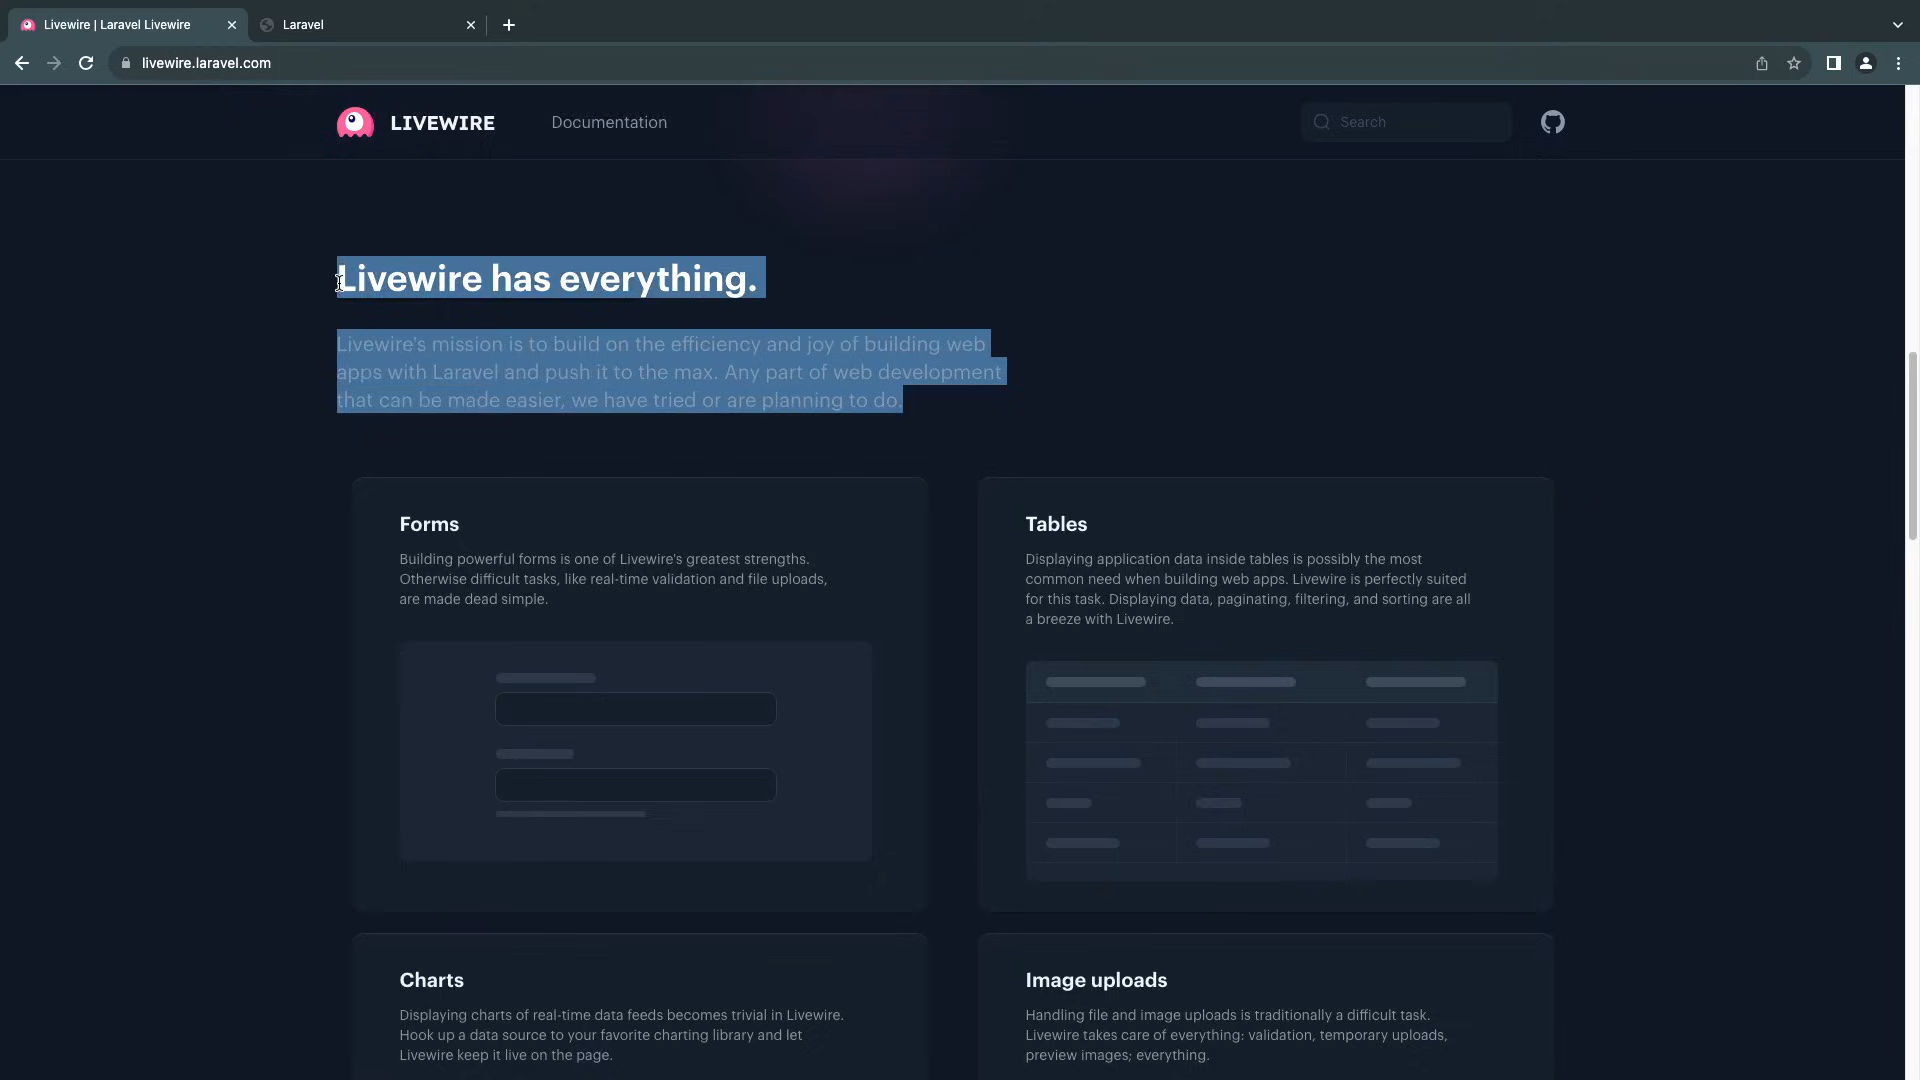 Livewire | Laravel Livewire
Laravel
livewire.laravel.com
LIVEWIRE
Documentation
Search
Livewire has everything.
Livewire's mission is to build on the efficiency and joy of building web
apps with Laravel and push it to the max. Any part of web development
that can be made easier, we have tried or are planning to do.
Forms
Building powerful forms is one of Livewire's greatest strengths.
Otherwise difficult tasks, like real-time validation and file uploads,
are made dead simple.
Tables
Displaying application data inside tables is possibly the most
common need when building web apps. Livewire is perfectly suited
for this task. Displaying data, paginating, filtering, and sorting are all
a breeze with Livewire.
Charts
Displaying charts of real-time data feeds becomes trivial in Livewire.
Hook up a data source to your favorite charting library and let
Livewire keep it live on the page.
Image uploads
Handling file and image uploads is traditionally a difficult task.
Livewire takes care of everything: validation, temporary uploads,
preview images; everything.